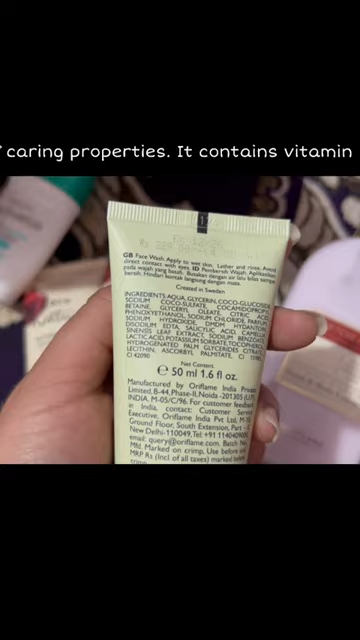 caring properties. It contains vitamin
GB Face Wash. Apply to wet skin. Lather and rinse. Avoid
direct contact with eyes. ID Pembersih Wajah. Aplikasikan
pada wajah yang basah. Busakan dengan air lalu bilas sampai
bersih. Hindari kontak langsung dengan mata.
Created in Sweden
INGREDIENTS: AQUA, GLYCERIN, COCO-GLUCOSIDE,
SODIUM COCO-SULFATE, COCAMIDOPROPYL
BETAINE, GLYCERYL OLEATE, CITRIC ACID,
PHENOXYETHANOL, SODIUM CHLORIDE, PARFUM,
SODIUM HYDROXIDE, DMDM HYDANTOIN,
DISODIUM EDTA, SALICYLIC ACID, CAMELLIA
SINENSIS LEAF EXTRACT, SODIUM BENZOATE,
LACTIC ACID, POTASSIUM SORBATE, TOCOPHEROL,
HYDROGENATED PALM GLYCERIDES CITRATE,
LECITHIN, ASCORBYL PALMITATE, CI
CI 42090
Net Content:
℮ 50 ml 1.6 fl oz.
Manufactured by Oriflame India Private
Limited, B-44, Phase-II, Noida - 201305 (U.P.)
INDIA, M-05/C/96. For customer feedback
in India, contact: Customer Service
Executive, Oriflame India Pvt Ltd, M-10
Ground Floor, South Extension, Part -
New Delhi-110049, Tel: +91 1140409
email: query@oriflame.com. Batch No.
Mfd. Marked on crimp, Use before
MRP Rs (Incl of all taxes) marked
crimp